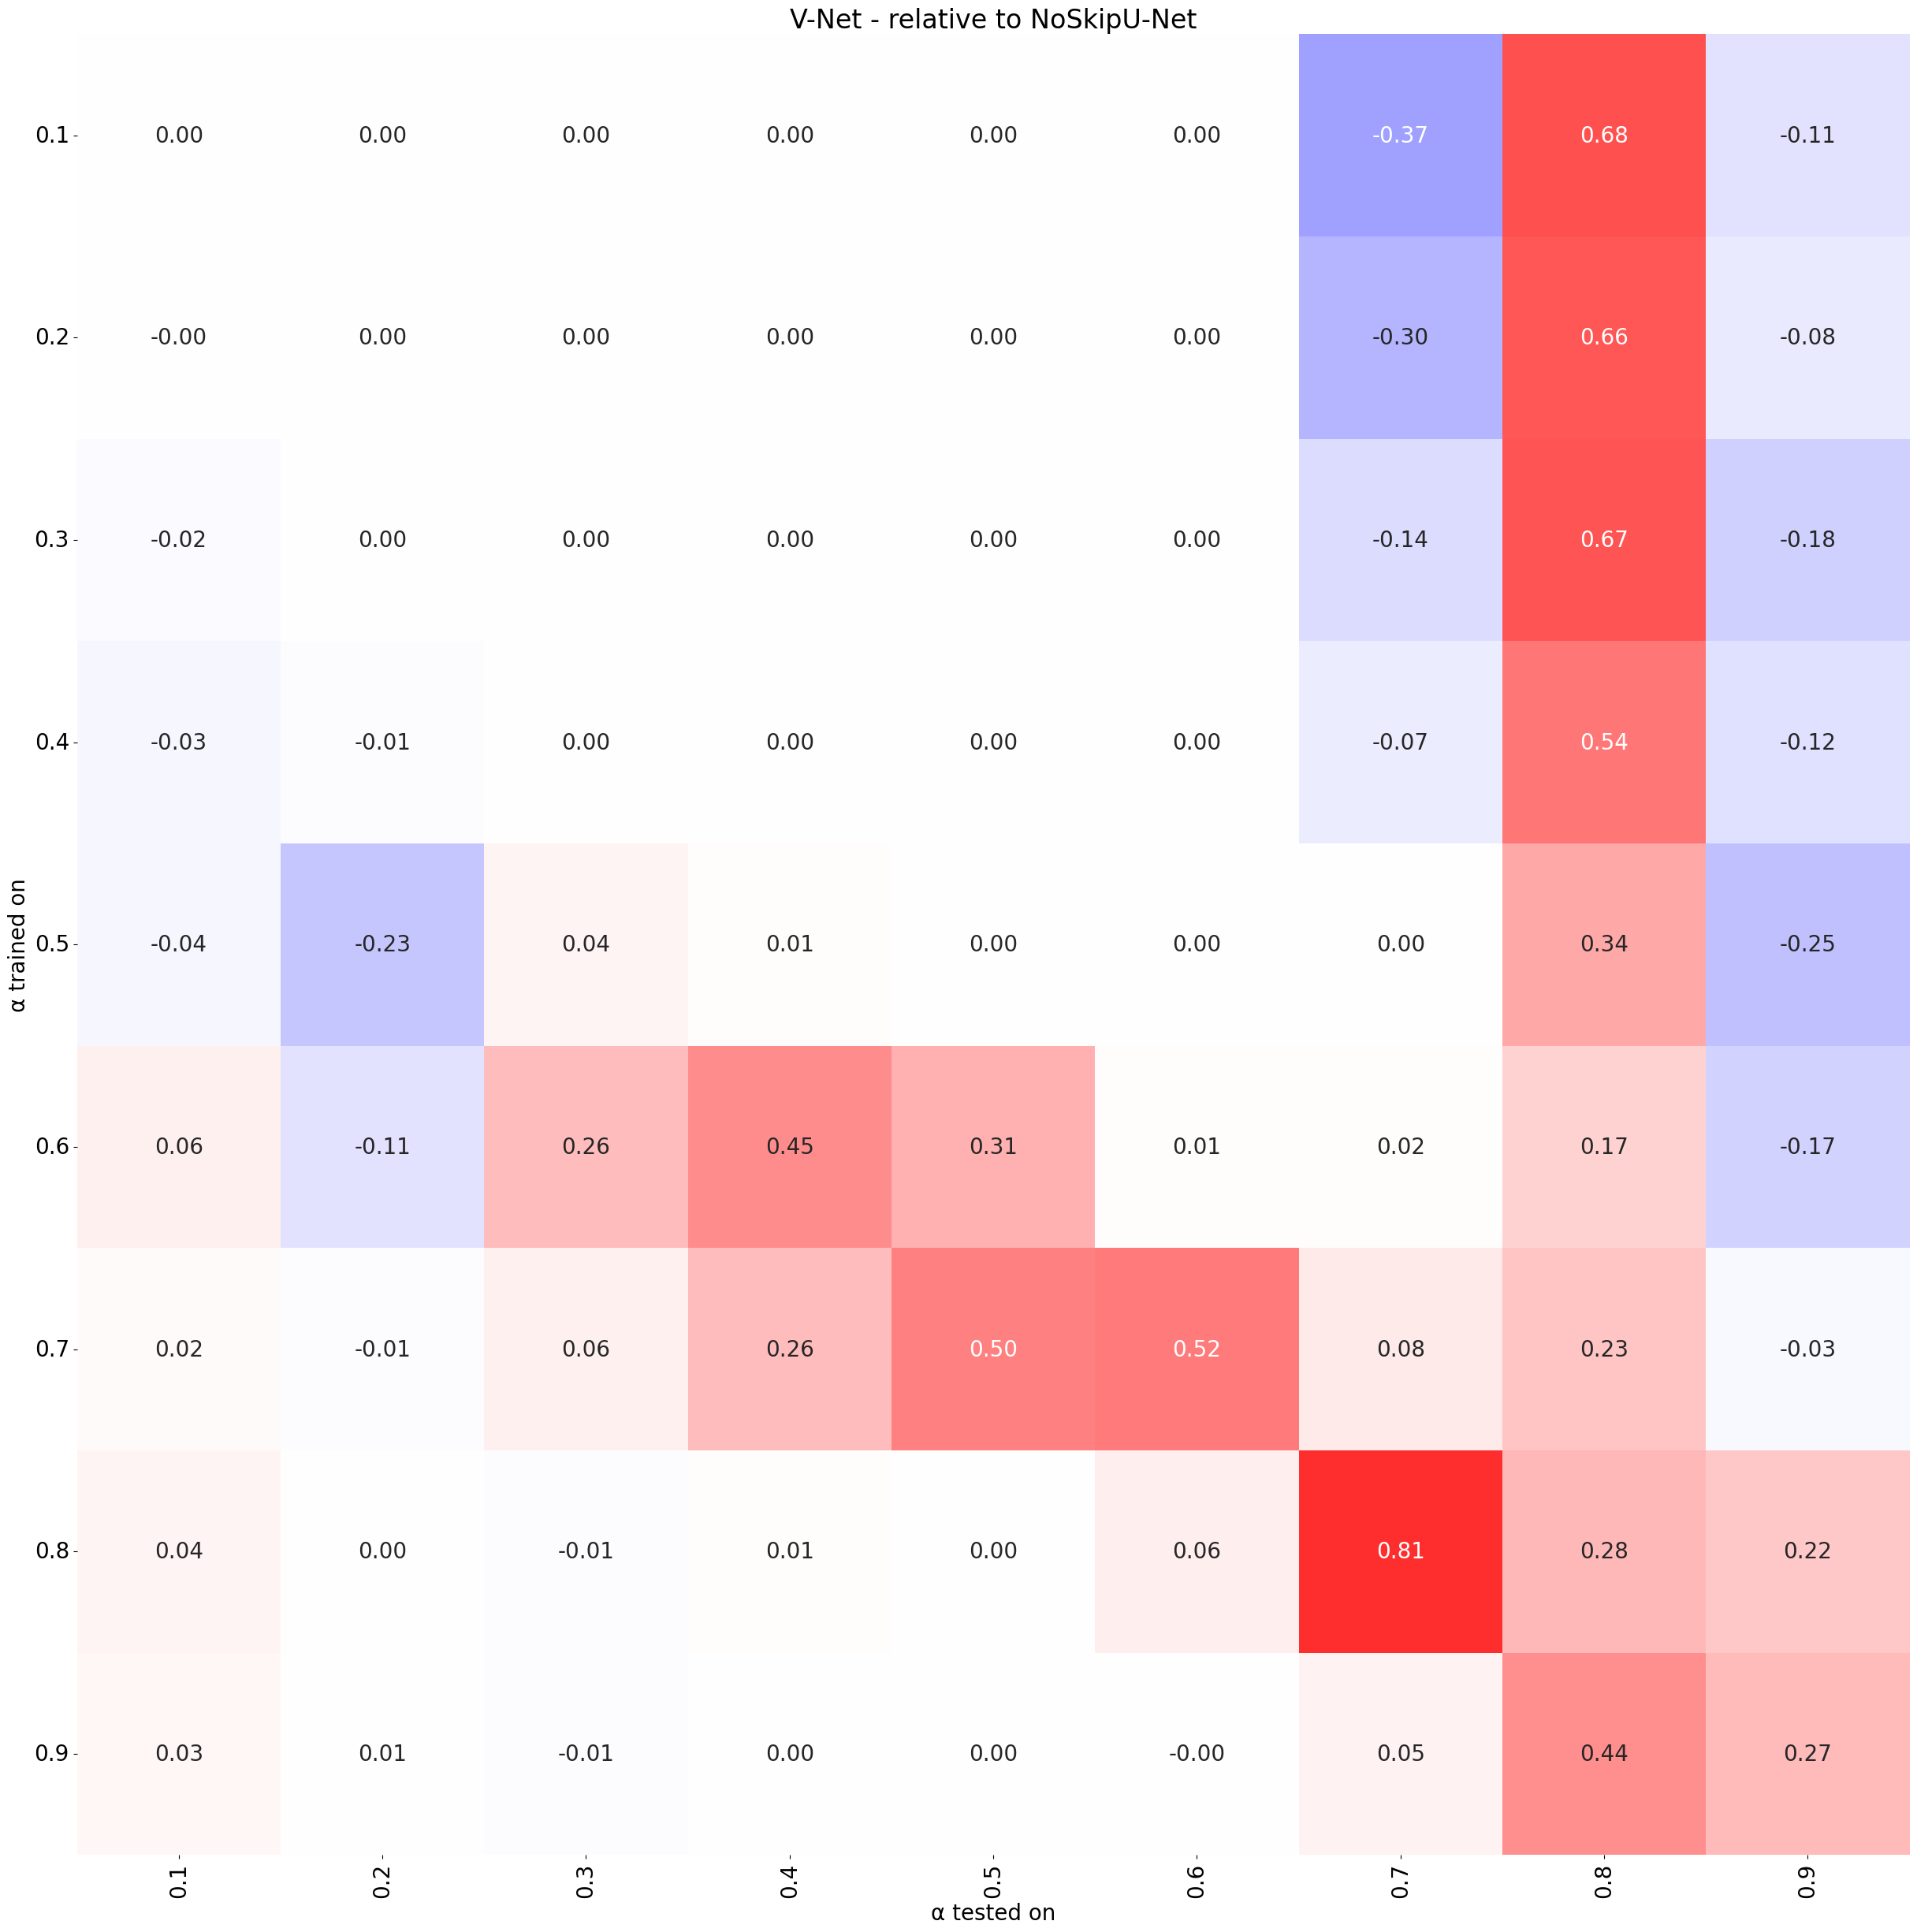 V-Net - relative to NoSkipU-Net
0.1 0.00 0.00 0.00 0.00 0.00 0.00 -0.37 0.68 -0.11
0.2 -0.00 0.00 0.00 0.00 0.00 0.00 -0.30 0.66 -0.08
0.3 -0.02 0.00 0.00 0.00 0.00 0.00 -0.14 0.67 -0.18
0.4 -0.03 -0.01 0.00 0.00 0.00 0.00 -0.07 0.54 -0.12
α trained on
0.5 -0.04 -0.23 0.04 0.01 0.00 0.00 0.00 0.34 -0.25
0.6 0.06 -0.11 0.26 0.45 0.31 0.01 0.02 0.17 -0.17
0.7 0.02 -0.01 0.06 0.26 0.50 0.52 0.08 0.23 -0.03
0.8 0.04 0.00 -0.01 0.01 0.00 0.06 0.81 0.28 0.22
0.9 0.03 0.01 -0.01 0.00 0.00 -0.00 0.05 0.44 0.27
0.1 0.2 0.3 0.4 0.5 0.6 0.7 0.8 0.9
α tested on